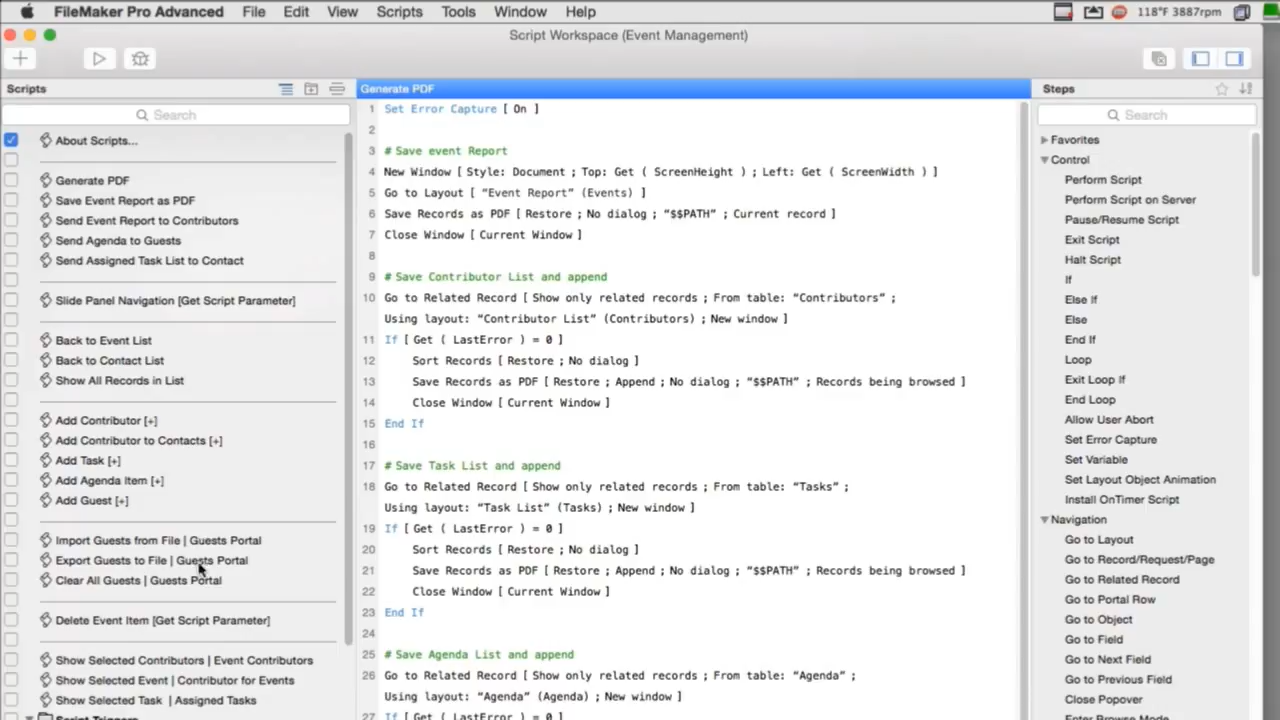 FileMaker Pro Advanced File Edit View Scripts Tools Window Help 118°F 3887rpm
Script Workspace (Event Management)
Scripts
Search
About Scripts...
Generate PDF
Save Event Report as PDF
Send Event Report to Contributors
Send Agenda to Guests
Send Assigned Task List to Contact
Slide Panel Navigation [Get Script Parameter]
Back to Event List
Back to Contact List
Show All Records in List
Add Contributor [+]
Add Contributor to Contacts [+]
Add Task [+]
Add Agenda Item [+]
Add Guest [+]
Import Guests from File | Guests Portal
Export Guests to File | Guests Portal
Clear All Guests | Guests Portal
Delete Event Item [Get Script Parameter]
Show Selected Contributors | Event Contributors
Show Selected Event | Contributor for Events
Show Selected Task | Assigned Tasks
Script Triggers
Generate PDF
1 Set Error Capture [ On ]
2
3 # Save event Report
4 New Window [ Style: Document ; Top: Get ( ScreenHeight ) ; Left: Get ( ScreenWidth ) ]
5 Go to Layout [ “Event Report” (Events) ]
6 Save Records as PDF [ Restore ; No dialog ; “$$PATH” ; Current record ]
7 Close Window [ Current Window ]
8
9 # Save Contributor List and append
10 Go to Related Record [ Show only related records ; From table: “Contributors” ;
Using layout: “Contributor List” (Contributors) ; New window ]
11 If [ Get ( LastError ) = 0 ]
12 Sort Records [ Restore ; No dialog ]
13 Save Records as PDF [ Restore ; Append ; No dialog ; “$$PATH” ; Records being browsed ]
14 Close Window [ Current Window ]
15 End If
16
17 # Save Task List and append
18 Go to Related Record [ Show only related records ; From table: “Tasks” ;
Using layout: “Task List” (Tasks) ; New window ]
19 If [ Get ( LastError ) = 0 ]
20 Sort Records [ Restore ; No dialog ]
21 Save Records as PDF [ Restore ; Append ; No dialog ; “$$PATH” ; Records being browsed ]
22 Close Window [ Current Window ]
23 End If
24
25 # Save Agenda List and append
26 Go to Related Record [ Show only related records ; From table: “Agenda” ;
Using layout: “Agenda” (Agenda) ; New window ]
27 If [ Get ( LastError ) = 0 ]
Steps
Search
Favorites
Control
Perform Script
Perform Script on Server
Pause/Resume Script
Exit Script
Halt Script
If
Else If
Else
End If
Loop
Exit Loop If
End Loop
Allow User Abort
Set Error Capture
Set Variable
Set Layout Object Animation
Install OnTimer Script
Navigation
Go to Layout
Go to Record/Request/Page
Go to Related Record
Go to Portal Row
Go to Object
Go to Field
Go to Next Field
Go to Previous Field
Close Popover
Enter Browse Mode